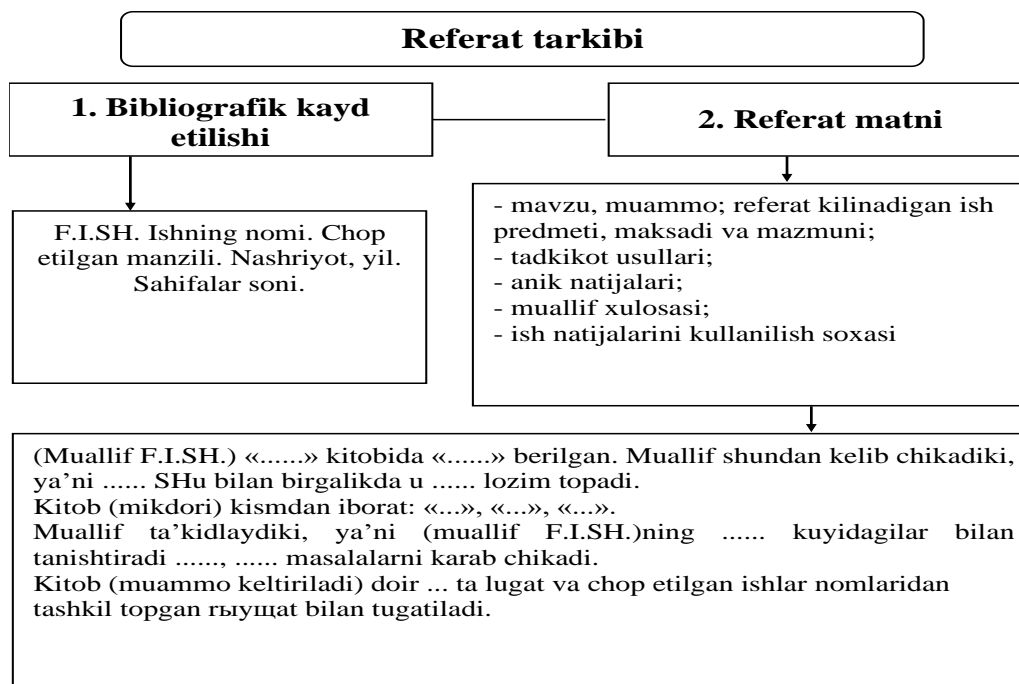 Referat tarkibi
1. Bibliografik kayd
etilishi
2. Referat matni
F.I.SH. Ishning nomi. Chop
etilgan manzili. Nashriyot, yil.
Sahifalar soni.
- mavzu, muammo; referat kilinadigan ish
predmeti, maksadi va mazmuni;
- tadkikot usullari;
- anik natijalari;
- muallif xulosasi;
- ish natijalarini kullanilish soxasi
(Muallif F.I.SH.) «......» kitobida «......» berilgan. Muallif shundan kelib chikadiki,
ya’ni ...... SHu bilan birgalikda u ...... lozim topadi.
Kitob (mikdori) kismdan iborat: «...», «...», «...».
Muallif ta’kidlaydiki, ya’ni (muallif F.I.SH.)ning ...... kuyidagilar bilan
tanishtiradi ......, ...... masalalarni karab chikadi.
Kitob (muammo keltiriladi) doir ... ta lugat va chop etilgan ishlar nomlaridan
tashkil topgan rыyщat bilan tugatiladi.